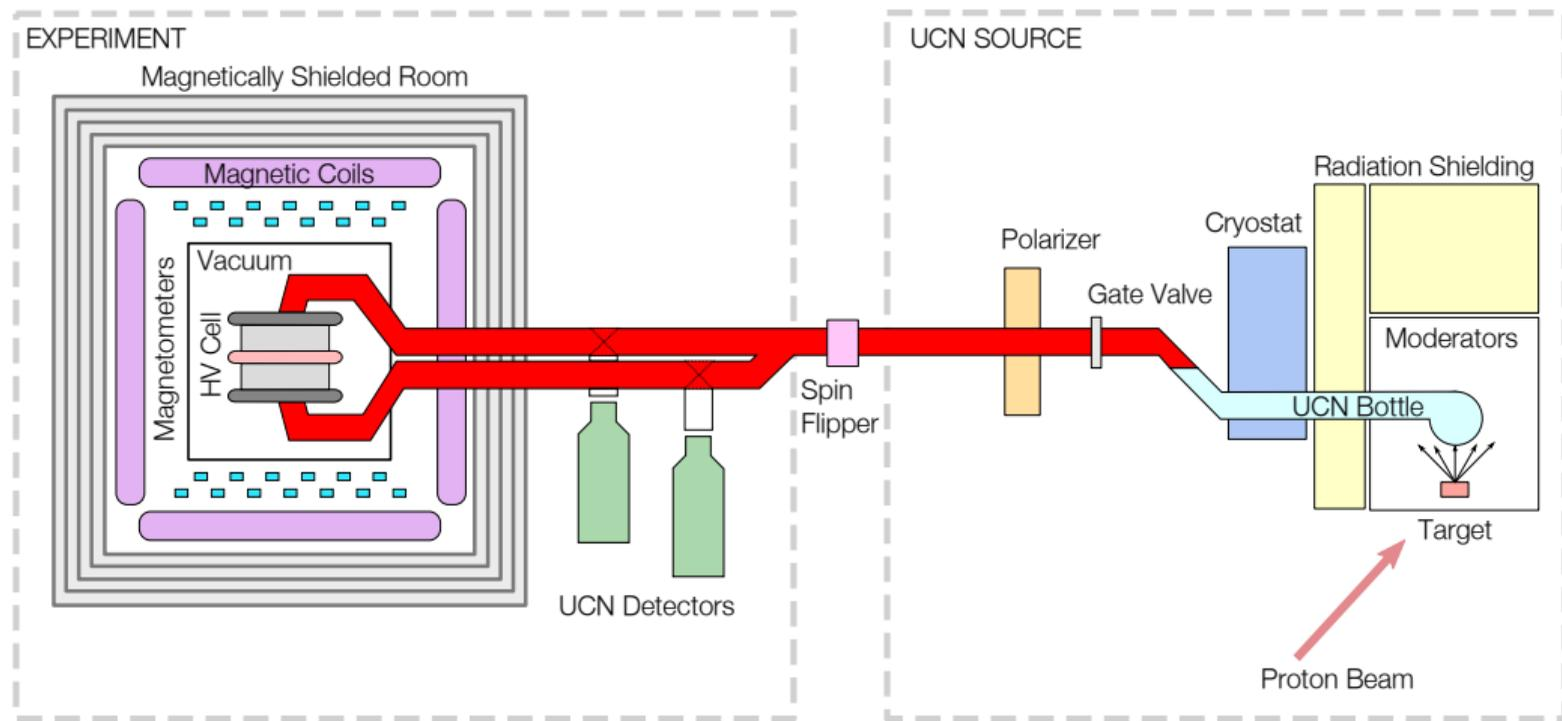 EXPERIMENT
Magnetically Shielded Room
Magnetic Coils
Magnetometers
Vacuum
HV Cell
UCN Detectors
Spin
Flipper
UCN SOURCE
Polarizer
Gate Valve
Cryostat
Radiation Shielding
Moderators
UCN Bottle
Target
Proton Beam